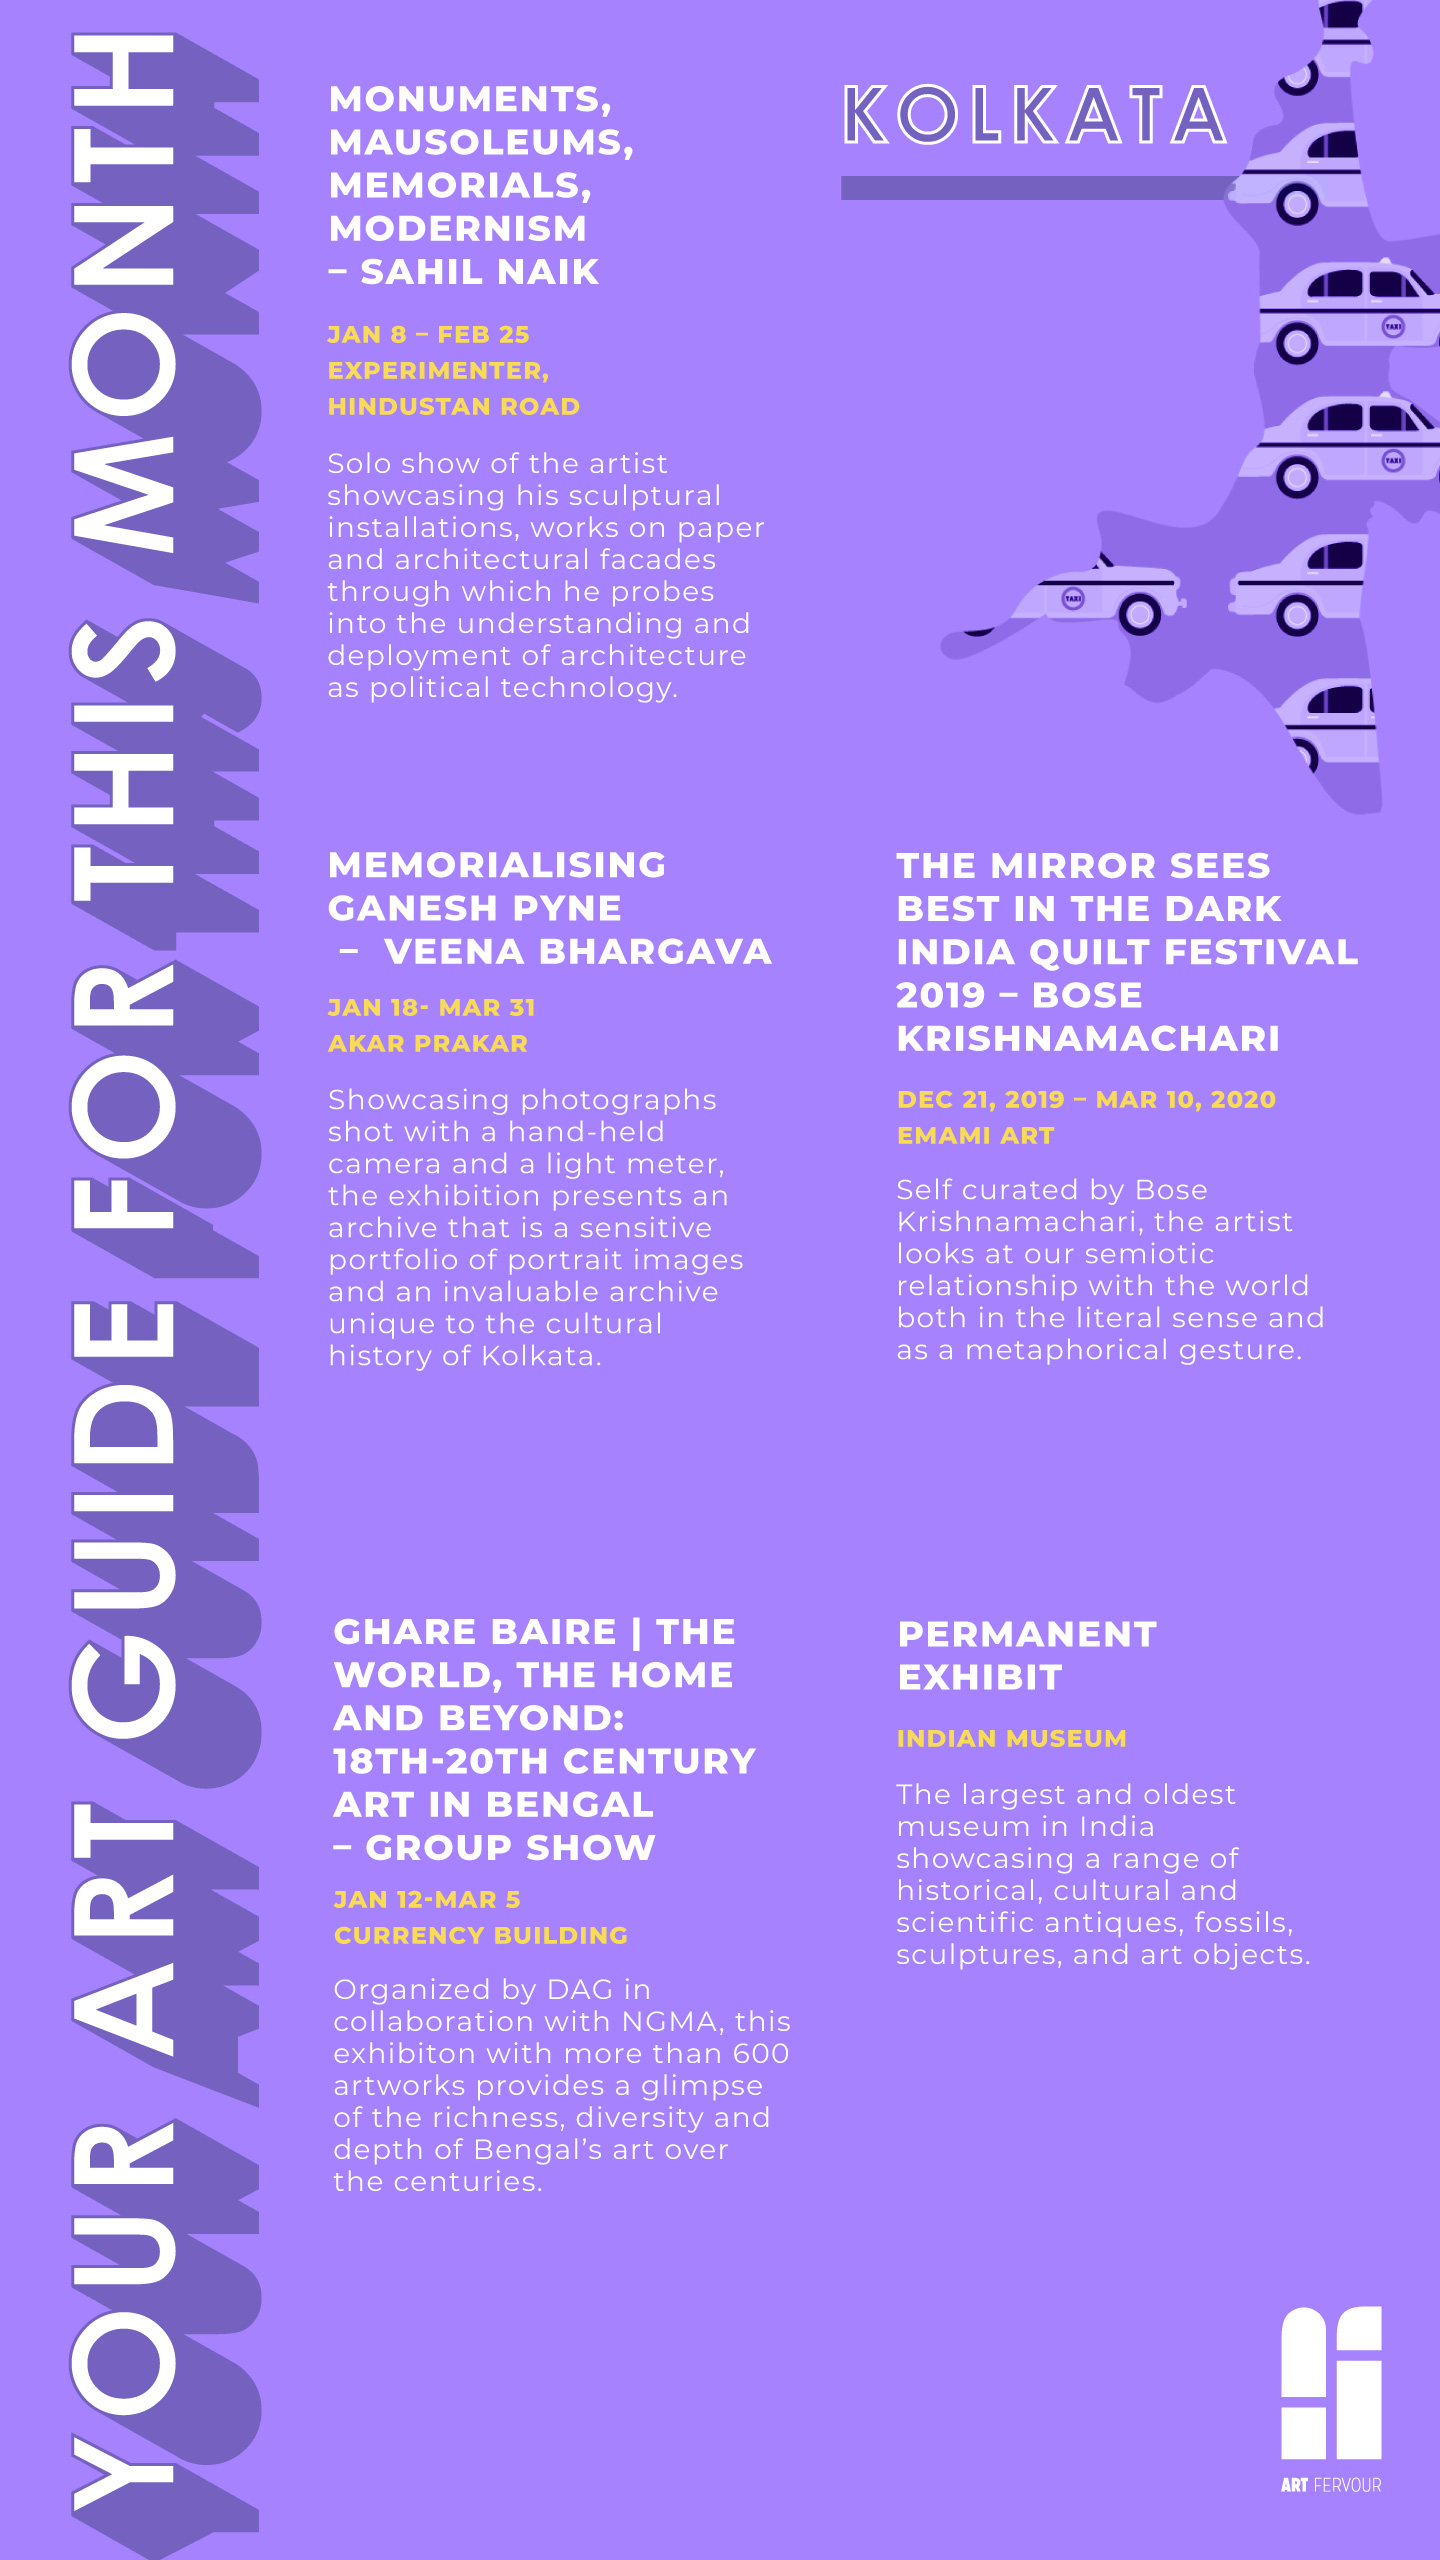 YOUR ART GUIDE FOR THIS MONTH
KOLKATA
MONUMENTS,
MAUSOLEUMS,
MEMORIALS,
MODERNISM
– SAHIL NAIK
JAN 8 – FEB 25
EXPERIMENTER,
HINDUSTAN ROAD
Solo show of the artist
showcasing his sculptural
installations, works on paper
and architectural facades
through which he probes
into the understanding and
deployment of architecture
as political technology.
TAXI
TAXI
TAXI
MEMORIALISING
GANESH PYNE
– VEENA BHARGAVA
JAN 18- MAR 31
AKAR PRAKAR
Showcasing photographs
shot with a hand-held
camera and a light meter,
the exhibition presents an
archive that is a sensitive
portfolio of portrait images
and an invaluable archive
unique to the cultural
history of Kolkata.
THE MIRROR SEES
BEST IN THE DARK
INDIA QUILT FESTIVAL
2019 – BOSE
KRISHNAMACHARI
DEC 21, 2019 – MAR 10, 2020
EMAMI ART
Self curated by Bose
Krishnamachari, the artist
looks at our semiotic
relationship with the world
both in the literal sense and
as a metaphorical gesture.
GHARE BAIRE | THE
WORLD, THE HOME
AND BEYOND:
18TH-20TH CENTURY
ART IN BENGAL
– GROUP SHOW
JAN 12-MAR 5
CURRENCY BUILDING
Organized by DAG in
collaboration with NGMA, this
exhibiton with more than 600
artworks provides a glimpse
of the richness, diversity and
depth of Bengal’s art over
the centuries.
PERMANENT
EXHIBIT
INDIAN MUSEUM
The largest and oldest
museum in India
showcasing a range of
historical, cultural and
scientific antiques, fossils,
sculptures, and art objects.
ART FERVOUR